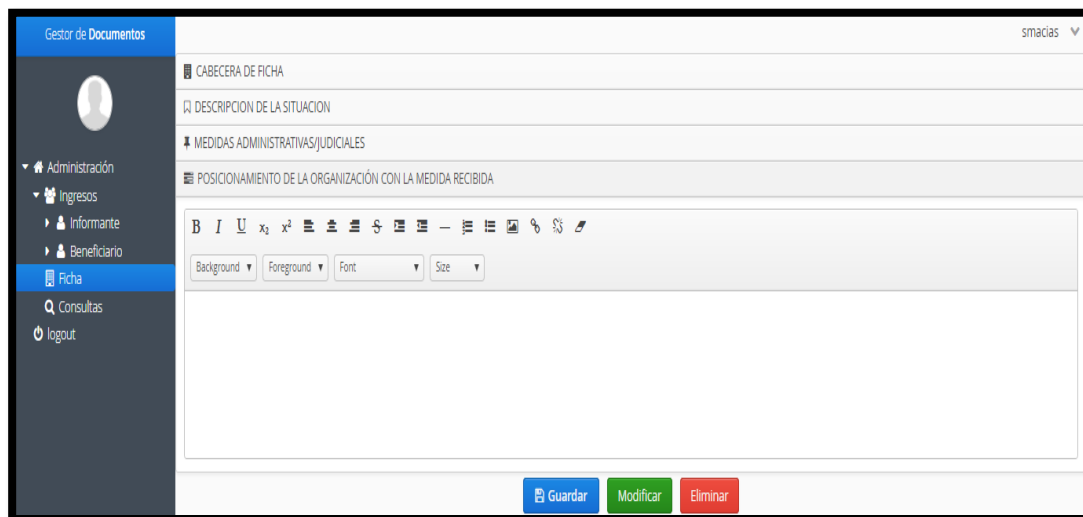 Gestor de Documentos
smacias
Administración
Ingresos
Informante
Beneficiario
Ficha
Consultas
logout
CABECERA DE FICHA
DESCRIPCION DE LA SITUACION
MEDIDAS ADMINISTRATIVAS/JUDICIALES
POSICIONAMIENTO DE LA ORGANIZACIÓN CON LA MEDIDA RECIBIDA
B I U x₂ x² S
Background Foreground Font Size
Guardar Modificar Eliminar